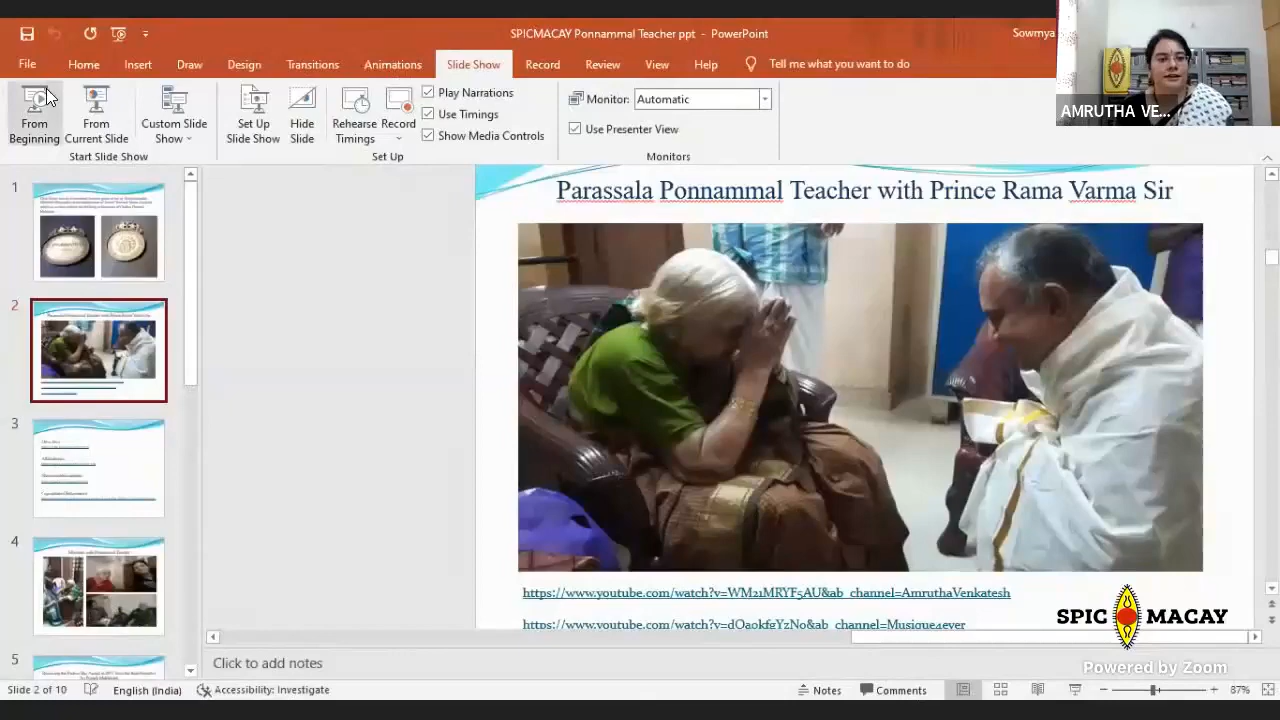 SPICMACAY Ponnammal Teacher ppt - PowerPoint
Sowmya
File Home Insert Draw Design Transitions Animations Slide Show Record Review View Help Tell me what you want to do
From Beginning
From Current Slide
Custom Slide Show
Start Slide Show
Set Up Slide Show
Hide Slide
Rehearse Timings
Record
Play Narrations
Use Timings
Show Media Controls
Set Up
Monitor: Automatic
Use Presenter View
Monitors
AMRUTHA VE...
1
2
3
4
5
Parassala Ponnammal Teacher with Prince Rama Varma Sir
https://www.youtube.com/watch?v=WM21MRYF5AU&ab_channel=AmruthaVenkatesh
https://www.youtube.com/watch?v=dOaokfgYzNo&ab_channel=Musique4ever
SPIC MACAY
Powered by Zoom
Click to add notes
Slide 2 of 10 English (India) Accessibility: Investigate Notes Comments 87%